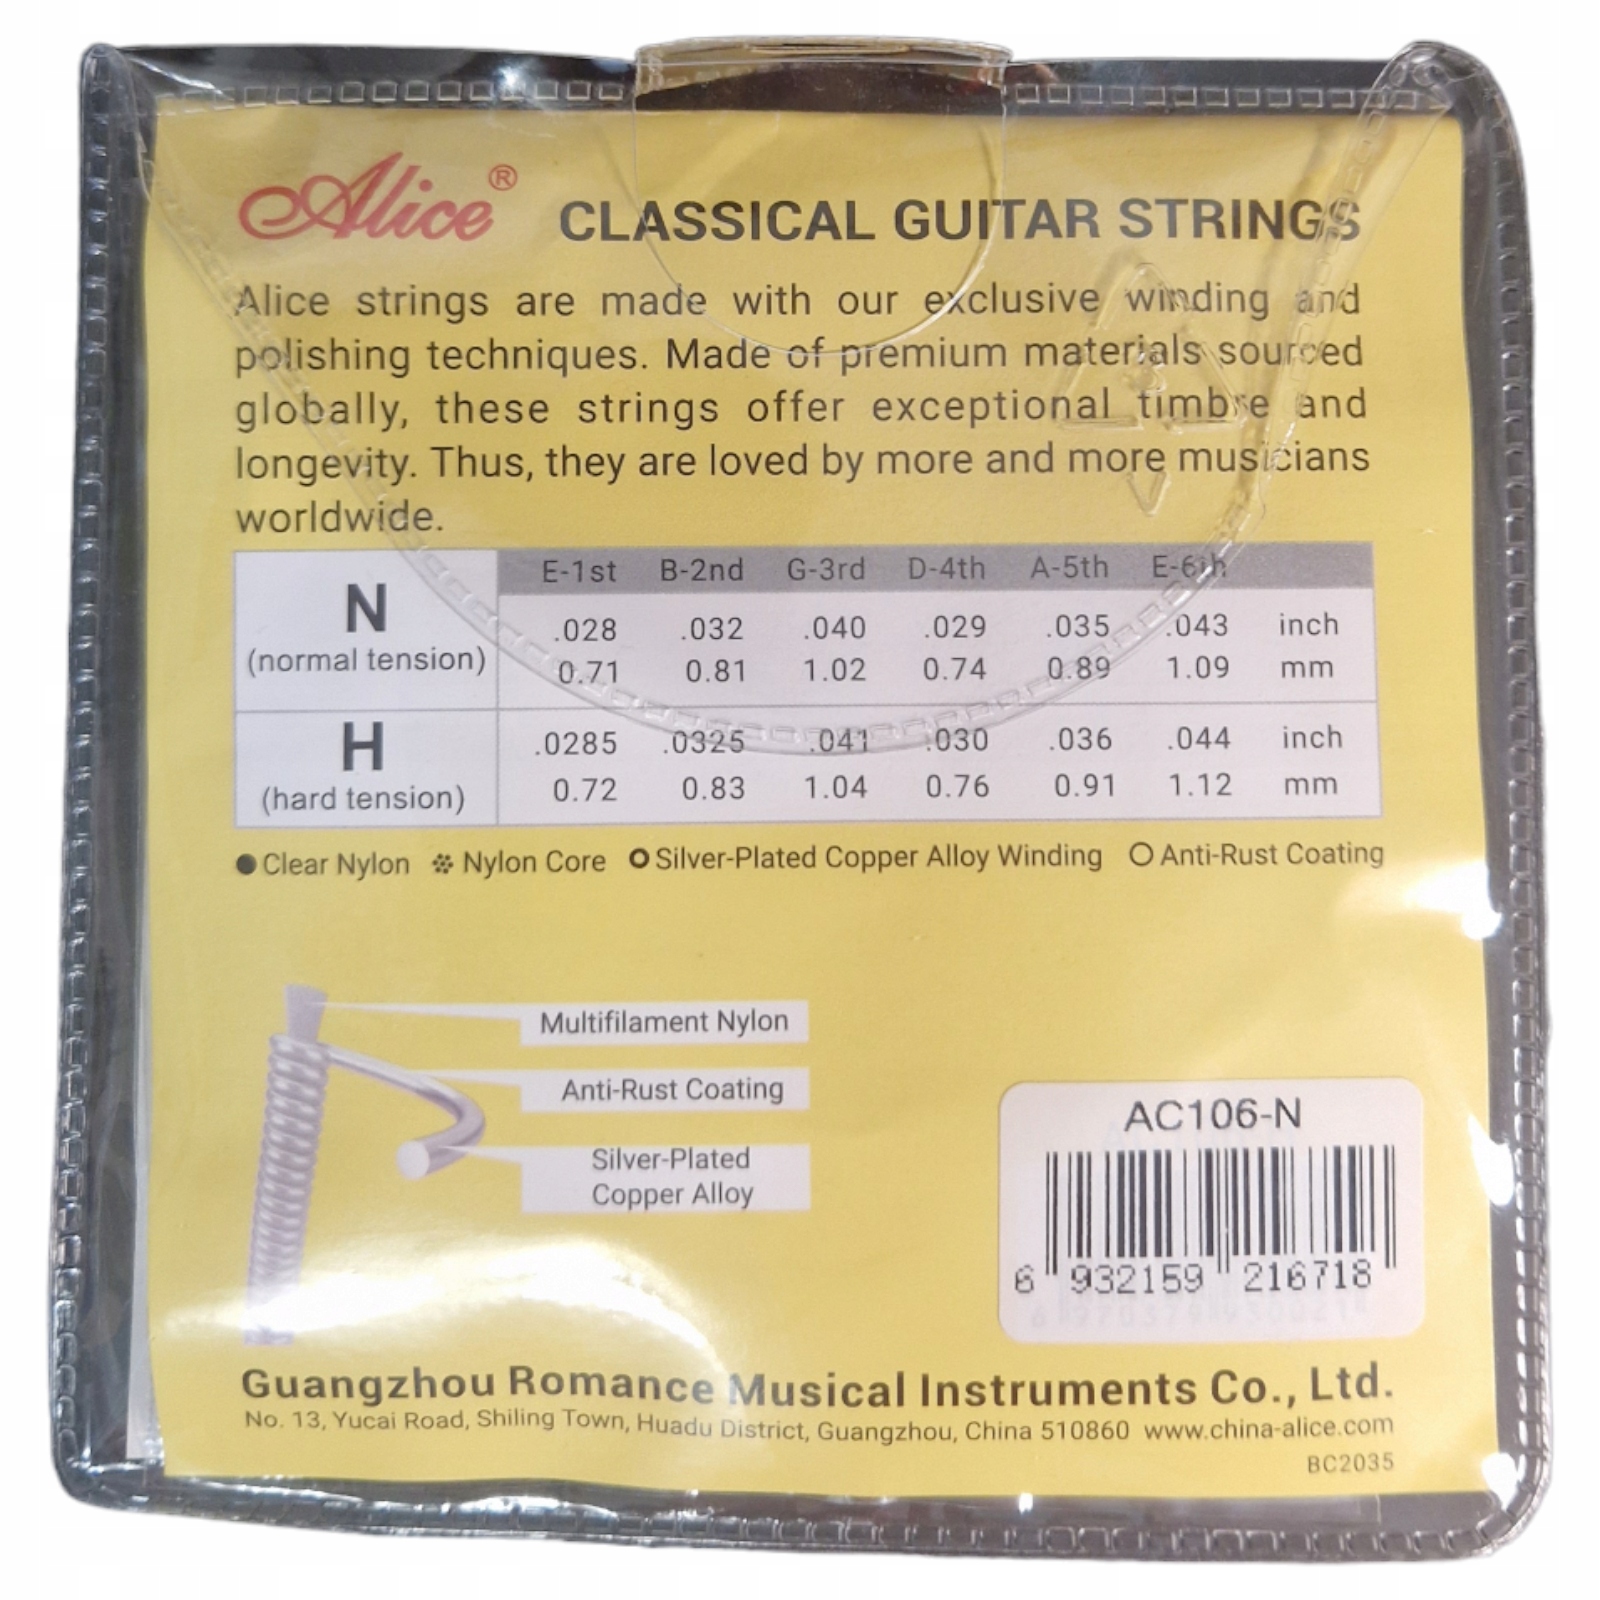 Alice® CLASSICAL GUITAR STRINGS
Alice strings are made with our exclusive winding and
polishing techniques. Made of premium materials sourced
globally, these strings offer exceptional timbre and
longevity. Thus, they are loved by more and more musicians
worldwide.
E-1st B-2nd G-3rd D-4th A-5th E-6th
N
(normal tension)
.028 .032 .040 .029 .035 .043 inch
0.71 0.81 1.02 0.74 0.89 1.09 mm
H
(hard tension)
.0285 .0325 .041 .030 .036 .044 inch
0.72 0.83 1.04 0.76 0.91 1.12 mm
Clear Nylon Nylon Core Silver-Plated Copper Alloy Winding Anti-Rust Coating
Multifilament Nylon
Anti-Rust Coating
Silver-Plated
Copper Alloy
AC106-N
6 932159 216718
Guangzhou Romance Musical Instruments Co., Ltd.
No. 13, Yucai Road, Shiling Town, Huadu District, Guangzhou, China 510860 www.china-alice.com
BC2035